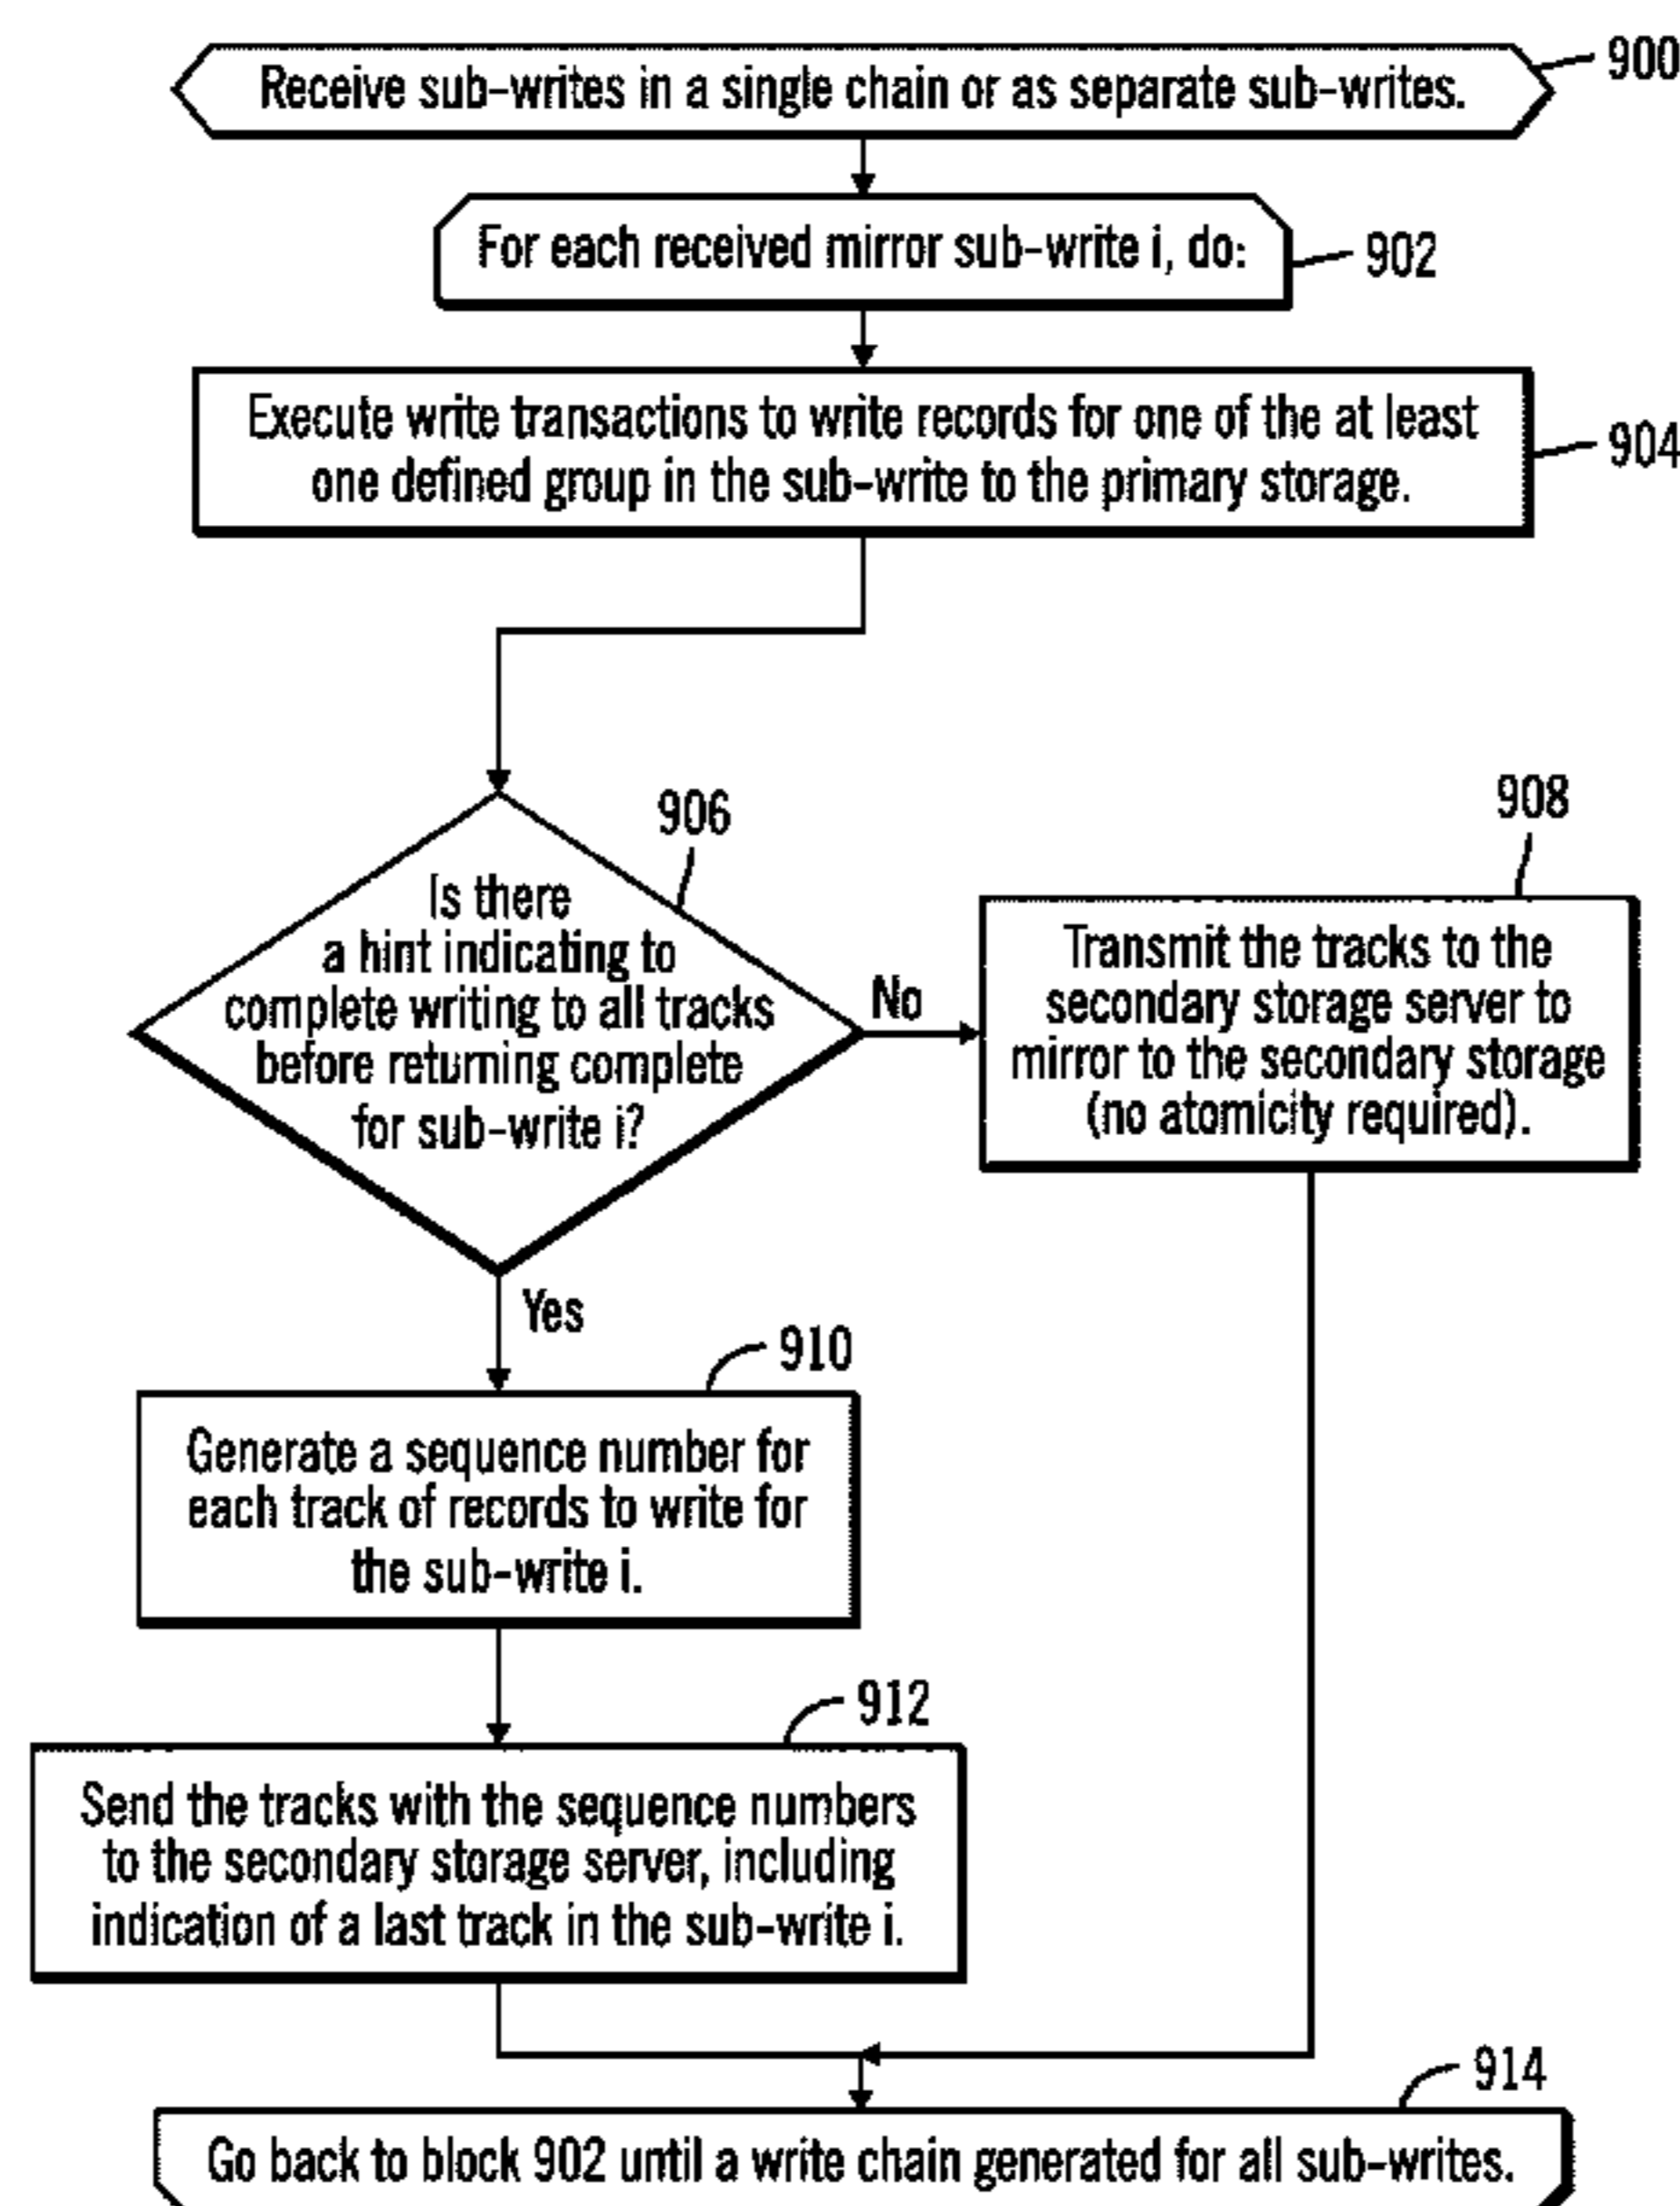 Receive sub-writes in a single chain or as separate sub-writes.
900
For each received mirror sub-write i, do:
902
Execute write transactions to write records for one of the at least
one defined group in the sub-write to the primary storage.
904
906
Is there
a hint indicating to
complete writing to all tracks
before returning complete
for sub-write i?
No
908
Transmit the tracks to the
secondary storage server to
mirror to the secondary storage
(no atomicity required).
Yes
910
Generate a sequence number for
each track of records to write for
the sub-write i.
912
Send the tracks with the sequence numbers
to the secondary storage server, including
indication of a last track in the sub-write i.
914
Go back to block 902 until a write chain generated for all sub-writes.